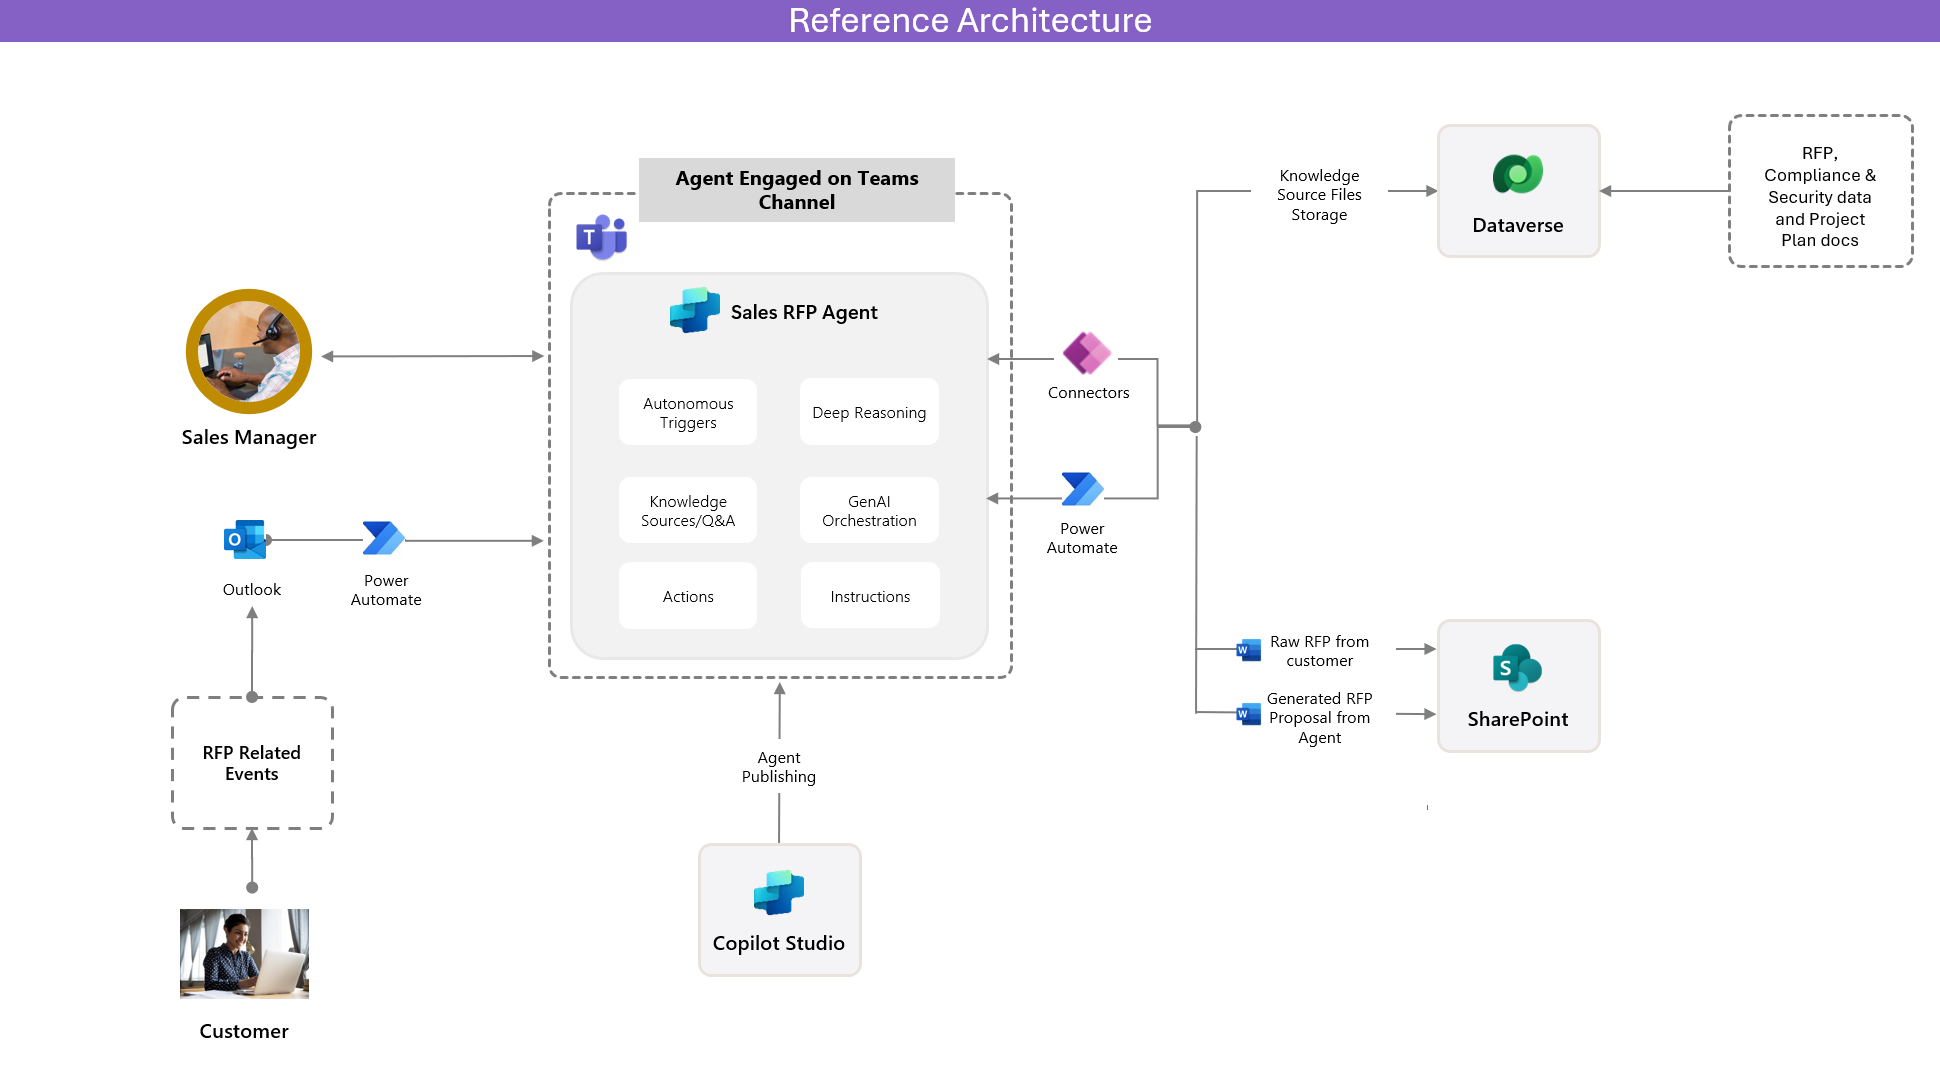 Reference Architecture
Agent Engaged on Teams
Channel
T
Sales RFP Agent
Autonomous
Triggers
Deep Reasoning
Knowledge
Sources/Q&A
GenAI
Orchestration
Actions
Instructions
Sales Manager
O
Outlook
Power
Automate
RFP Related
Events
Customer
Agent
Publishing
Copilot Studio
Connectors
Power
Automate
Knowledge
Source Files
Storage
Dataverse
RFP,
Compliance &
Security data
and Project
Plan docs
W
Raw RFP from
customer
W
Generated RFP
Proposal from
Agent
S
SharePoint